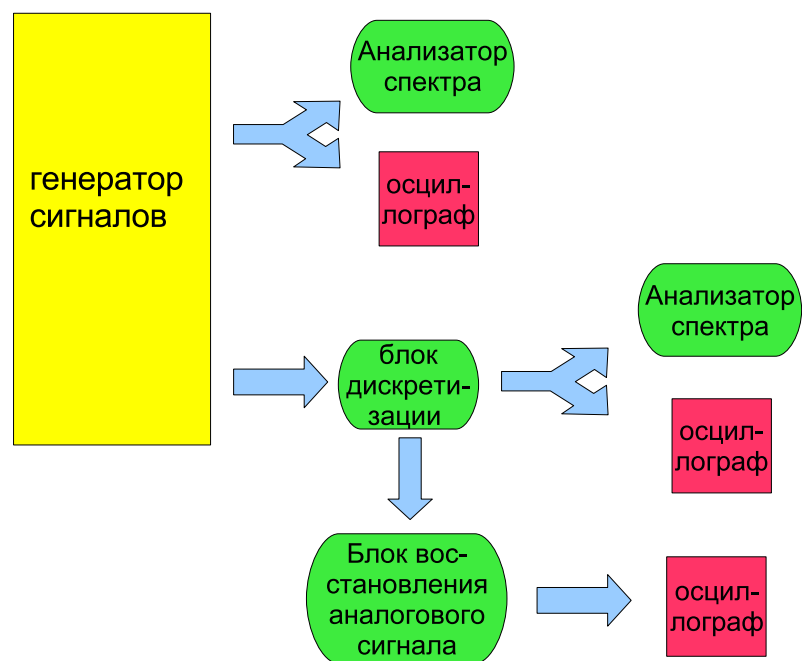 генератор
сигналов
Анализатор
спектра
осцил-
лограф
Анализатор
спектра
блок
дискрети-
зации
осцил-
лограф
Блок вос-
становления
аналогового
сигнала
осцил-
лограф